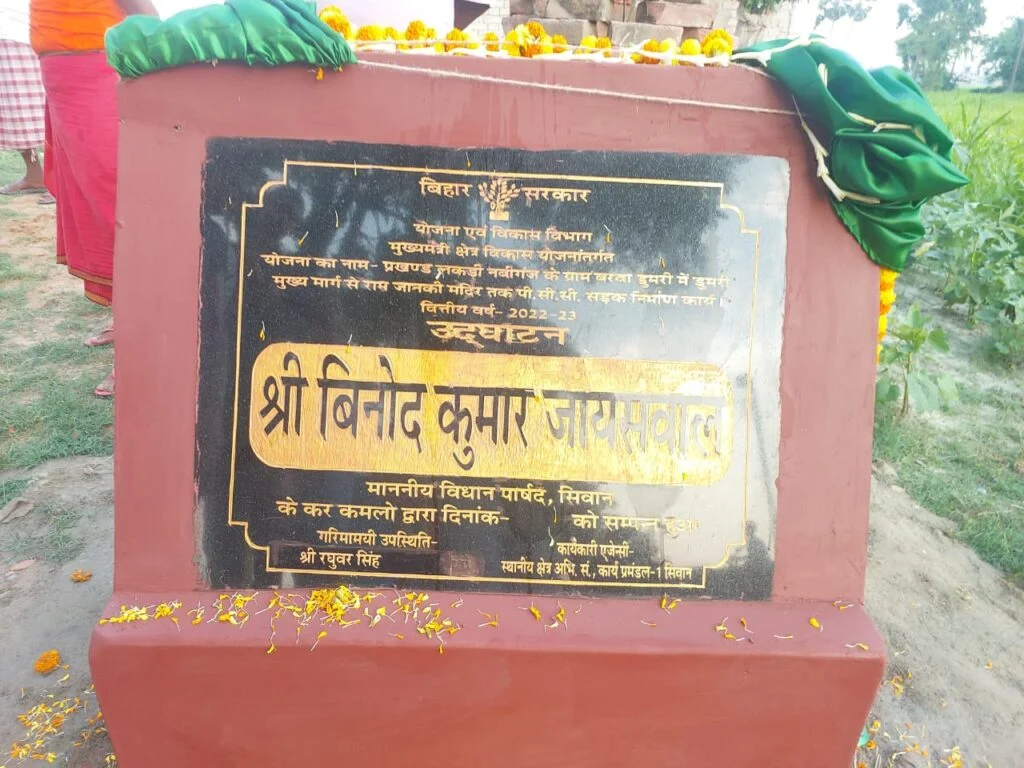 बिहार सरकार
योजना एवं विकास विभाग
मुख्यमंत्री क्षेत्र विकास योजनांतर्गत
योजना का नाम- प्रखण्ड लकड़ी नबीगंज के ग्राम बरवा डुमरी में डुमरी
मुख्य मार्ग से राम जानकी मंदिर तक पी.सी.सी. सड़क निर्माण कार्य।
वित्तीय वर्ष- 2022-23
उद्घाटन
श्री बिनोद कुमार जायसवाल
माननीय विधान पार्षद, सिवान
के कर कमलो द्वारा दिनांक- को सम्पन्न हुआ
गरिमामयी उपस्थिति-
श्री रघुवर सिंह
कार्यकारी एजेन्सी-
स्थानीय क्षेत्र अभि. सं., कार्य प्रमंडल-1 सिवान